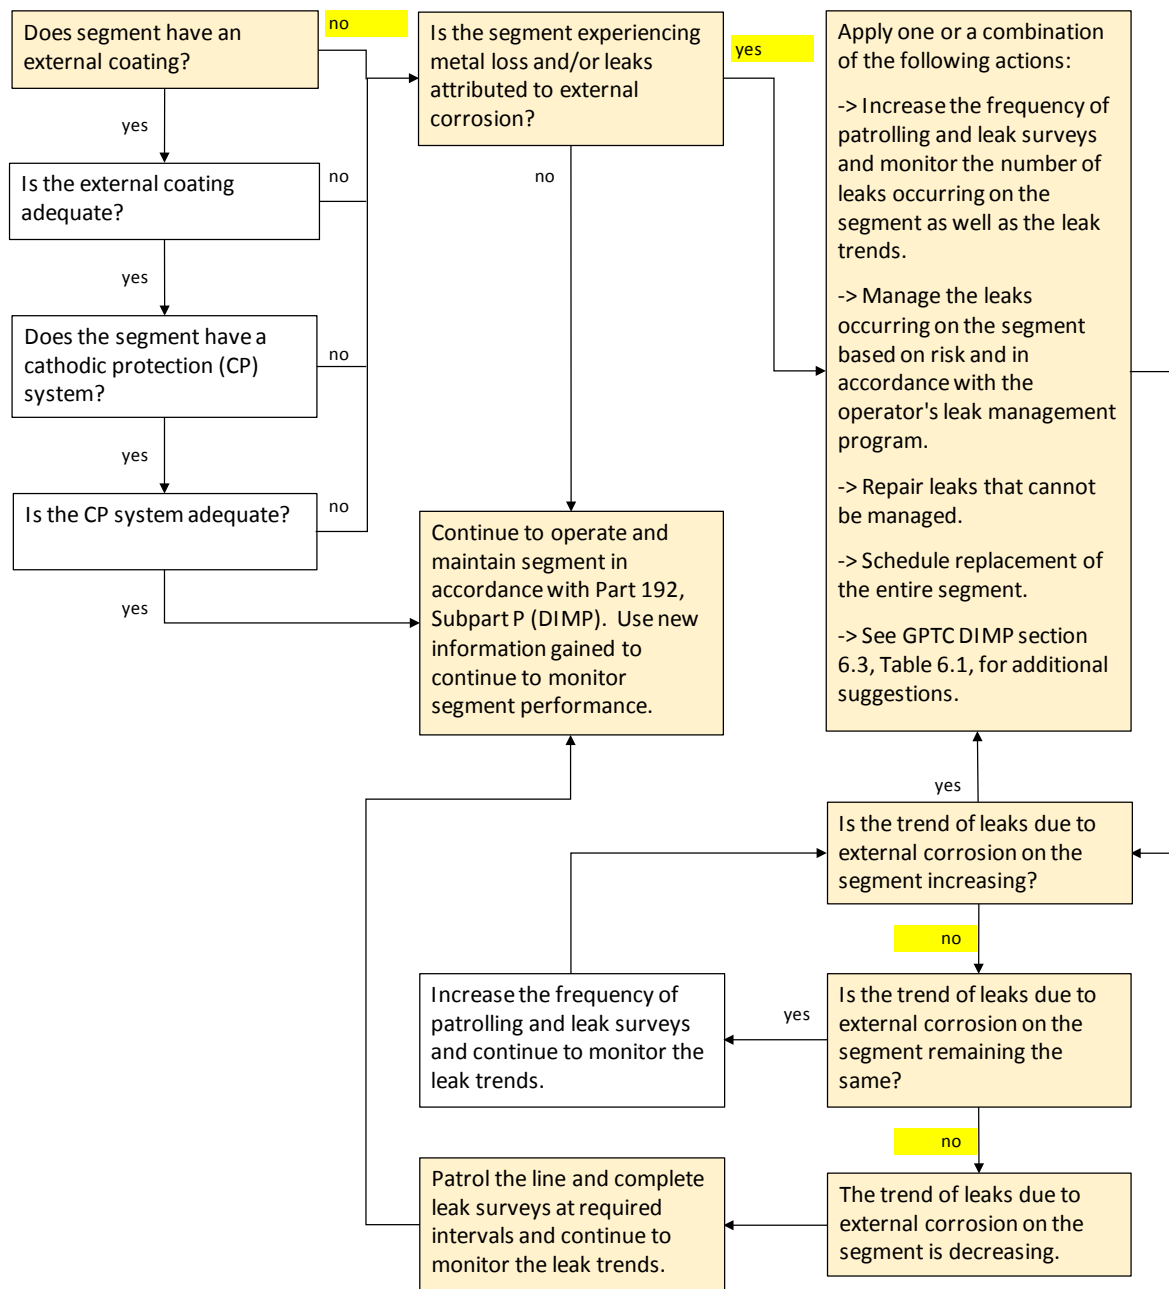 Does segment have an
external coating?
no
Is the segment experiencing
metal loss and/or leaks
attributed to external
corrosion?
yes
Apply one or a combination
of the following actions:
-> Increase the frequency of
patrolling and leak surveys
and monitor the number of
leaks occurring on the
segment as well as the leak
trends.
-> Manage the leaks
occurring on the segment
based on risk and in
accordance with the
operator's leak management
program.
-> Repair leaks that cannot
be managed.
-> Schedule replacement of
the entire segment.
-> See GPTC DIMP section
6.3, Table 6.1, for additional
suggestions.
yes
Is the external coating
adequate?
no
no
yes
Does the segment have a
cathodic protection (CP)
system?
no
yes
Is the CP system adequate?
no
yes
Continue to operate and
maintain segment in
accordance with Part 192,
Subpart P (DIMP).  Use new
information gained to
continue to monitor
segment performance.
yes
Is the trend of leaks due to
external corrosion on the
segment increasing?
no
Increase the frequency of
patrolling and leak surveys
and continue to monitor the
leak trends.
yes
Is the trend of leaks due to
external corrosion on the
segment remaining the
same?
no
Patrol the line and complete
leak surveys at required
intervals and continue to
monitor the leak trends.
The trend of leaks due to
external corrosion on the
segment is decreasing.